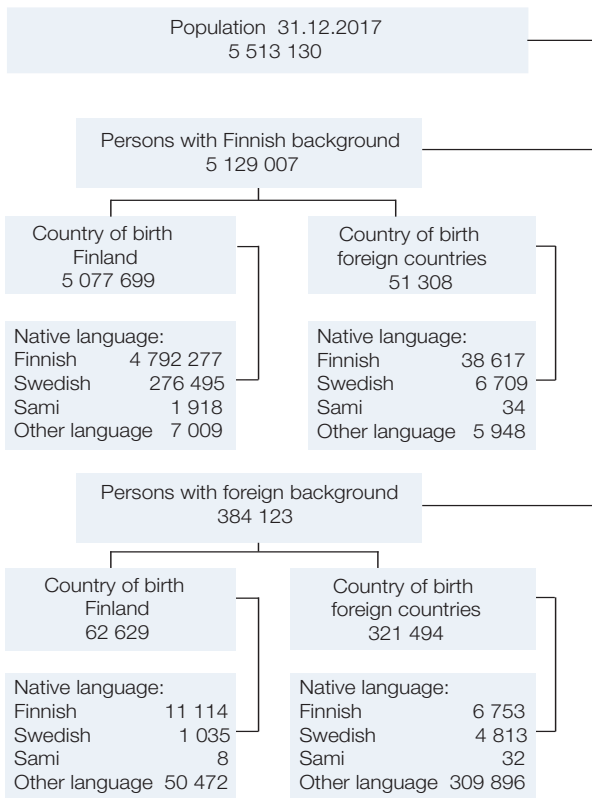 Population 31.12.2017
5 513 130
Persons with Finnish background
5 129 007
Country of birth
Finland
5 077 699
Native language:
Finnish 4 792 277
Swedish 276 495
Sami 1 918
Other language 7 009
Country of birth
foreign countries
51 308
Native language:
Finnish 38 617
Swedish 6 709
Sami 34
Other language 5 948
Persons with foreign background
384 123
Country of birth
Finland
62 629
Native language:
Finnish 11 114
Swedish 1 035
Sami 8
Other language 50 472
Country of birth
foreign countries
321 494
Native language:
Finnish 6 753
Swedish 4 813
Sami 32
Other language 309 896